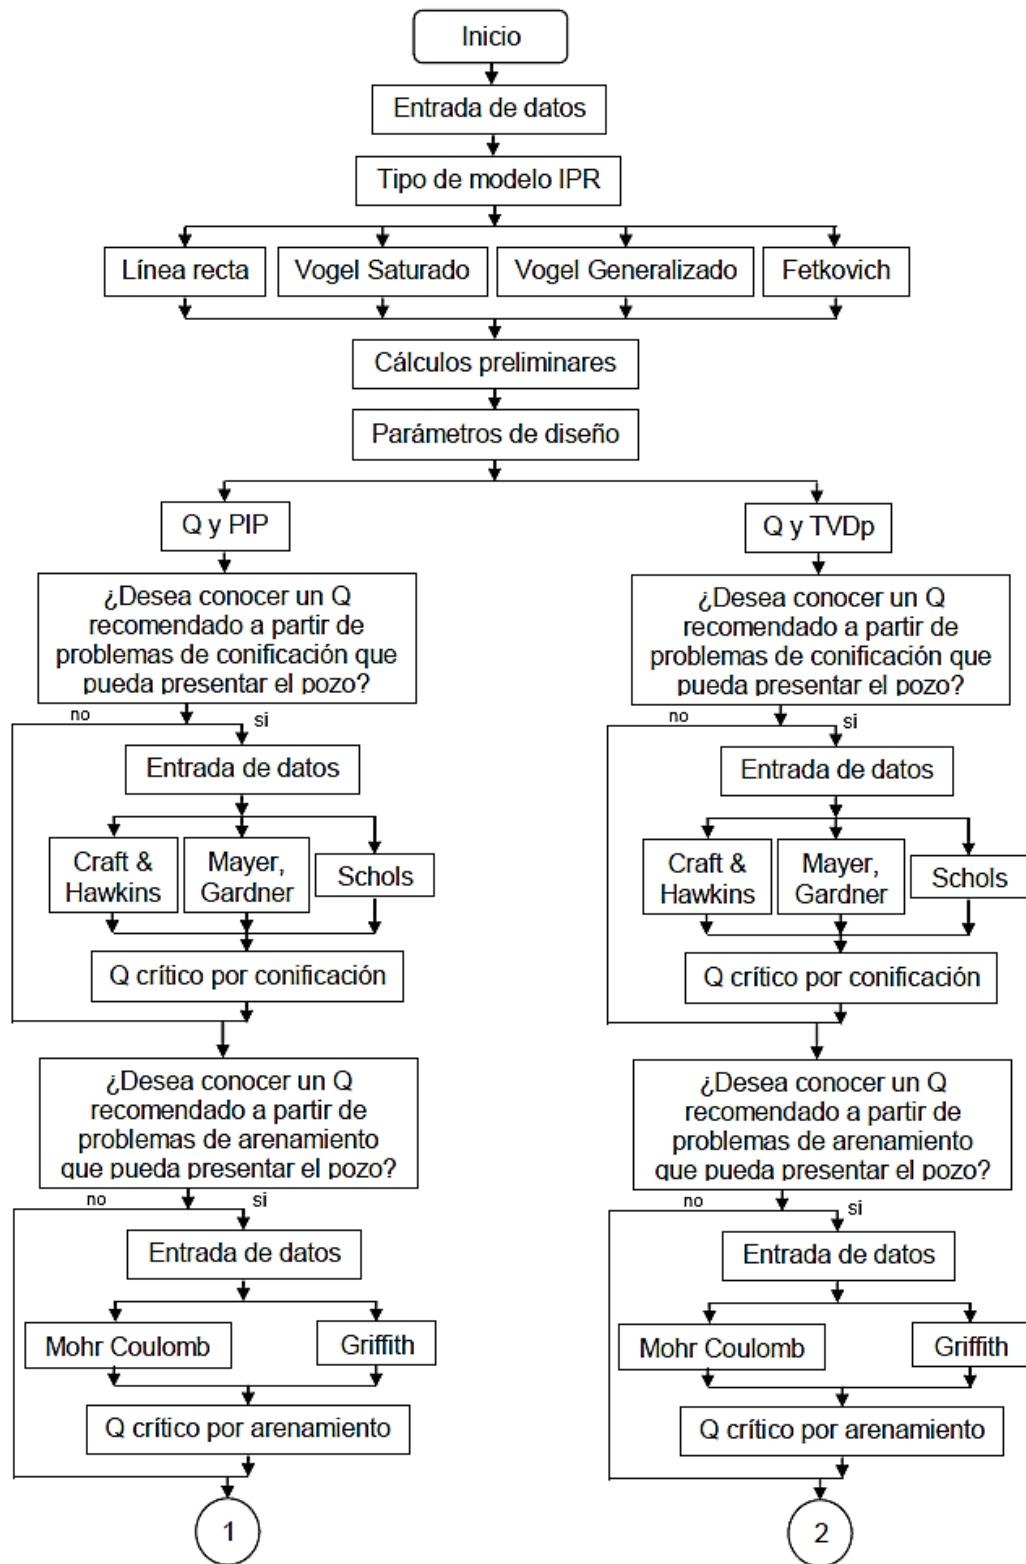 Inicio
Entrada de datos
Tipo de modelo IPR
Línea recta
Vogel Saturado
Vogel Generalizado
Fetkovich
Cálculos preliminares
Parámetros de diseño
Q y PIP
¿Desea conocer un Q
recomendado a partir de
problemas de conificación que
pueda presentar el pozo?
no
si
Entrada de datos
Craft &
Hawkins
Mayer,
Gardner
Schols
Q crítico por conificación
¿Desea conocer un Q
recomendado a partir de
problemas de arenamiento
que pueda presentar el pozo?
no
si
Entrada de datos
Mohr Coulomb
Griffith
Q crítico por arenamiento
1
Q y TVDp
¿Desea conocer un Q
recomendado a partir de
problemas de conificación que
pueda presentar el pozo?
no
si
Entrada de datos
Craft &
Hawkins
Mayer,
Gardner
Schols
Q crítico por conificación
¿Desea conocer un Q
recomendado a partir de
problemas de arenamiento
que pueda presentar el pozo?
no
si
Entrada de datos
Mohr Coulomb
Griffith
Q crítico por arenamiento
2